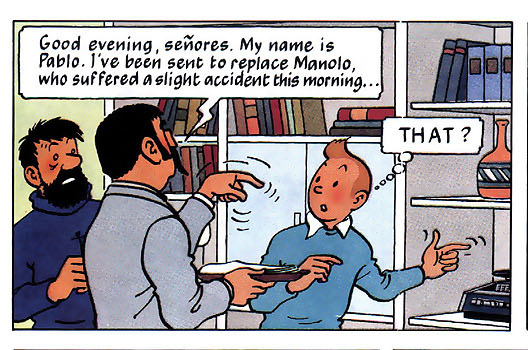 Good evening, señores. My name is
Pablo. I've been sent to replace Manolo,
who suffered a slight accident this morning...
THAT?